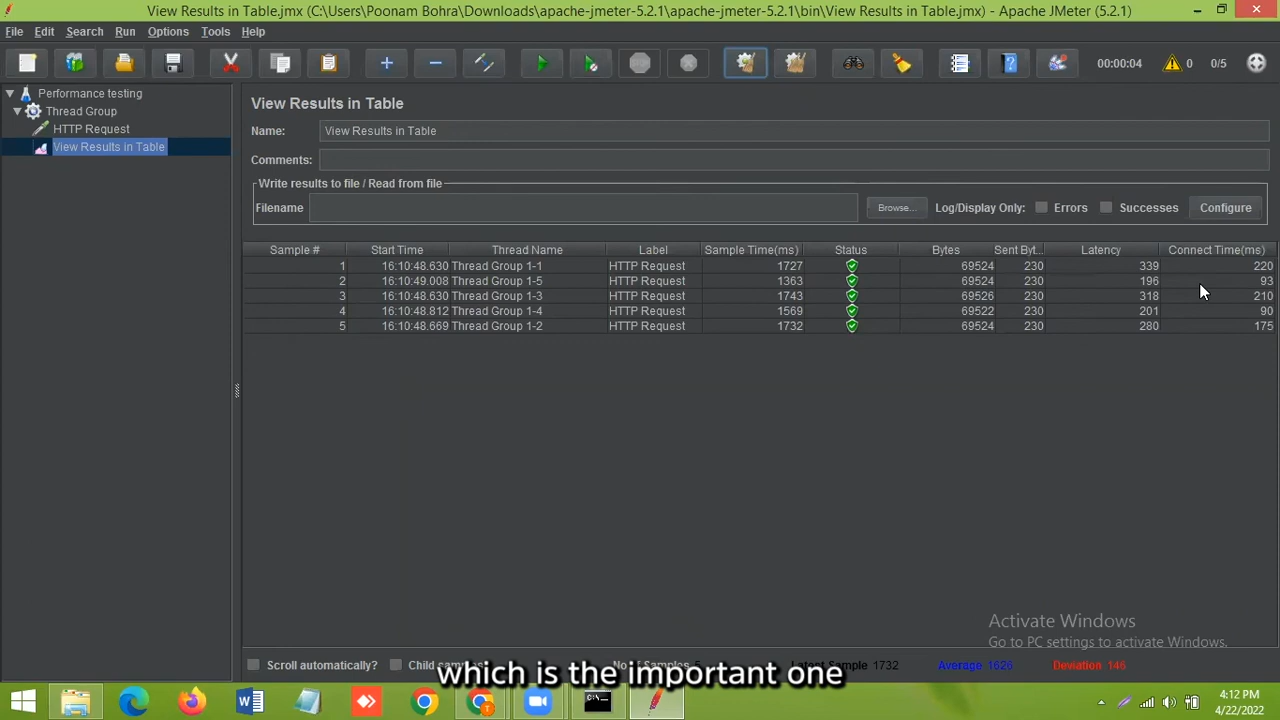 View Results in Table.jmx (C:\Users\Poonam Bohra\Downloads\apache-jmeter-5.2.1\apache-jmeter-5.2.1\bin\View Results in Table.jmx) - Apache JMeter (5.2.1)
File Edit Search Run Options Tools Help
00:00:04 0 0/5
Performance testing
Thread Group
HTTP Request
View Results in Table
View Results in Table
Name: View Results in Table
Comments:
Write results to file / Read from file
Filename Browse... Log/Display Only: Errors Successes Configure
Sample # Start Time Thread Name Label Sample Time(ms) Status Bytes Sent Byt... Latency Connect Time(ms)
1 16:10:48.630 Thread Group 1-1 HTTP Request 1727 69524 230 339 220
2 16:10:49.008 Thread Group 1-5 HTTP Request 1363 69524 230 196 93
3 16:10:48.630 Thread Group 1-3 HTTP Request 1743 69526 230 318 210
4 16:10:48.812 Thread Group 1-4 HTTP Request 1569 69522 230 201 90
5 16:10:48.669 Thread Group 1-2 HTTP Request 1732 69524 230 280 175
Activate Windows
Go to PC settings to activate Windows.
Scroll automatically? Child No of Samples 5 Latest Sample 1732 Average 1626 Deviation 146
which is the important one
4:12 PM
4/22/2022